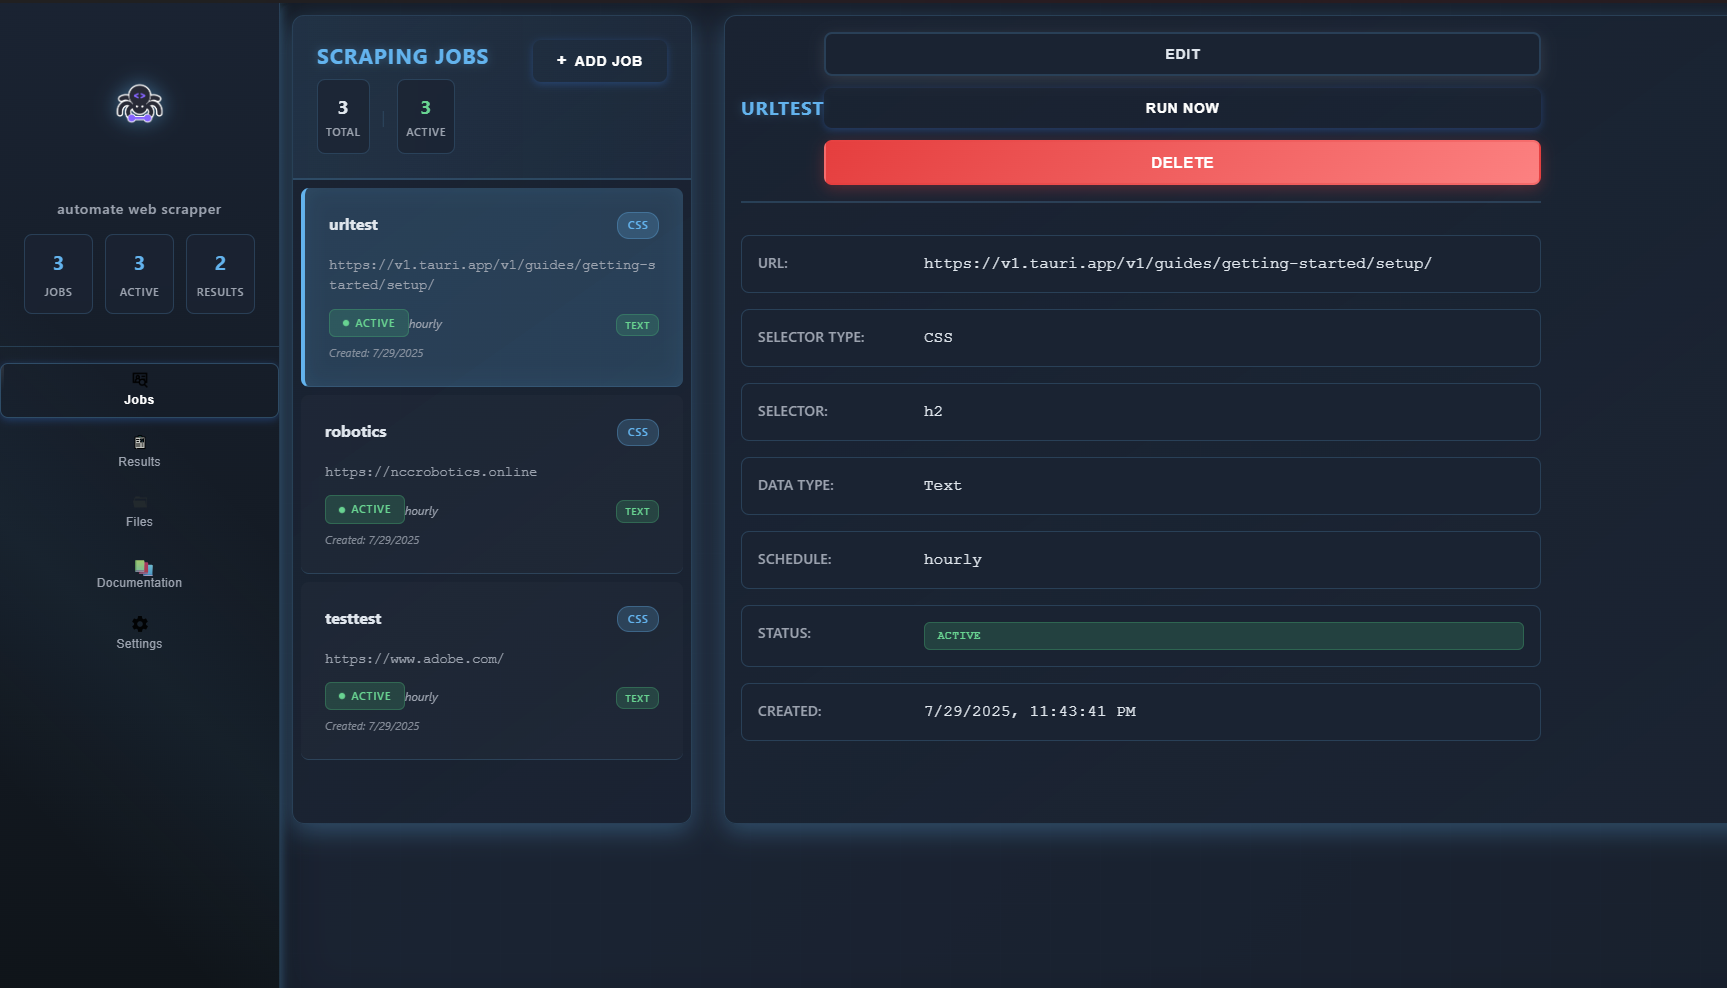 automate web scrapper
3
JOBS
3
ACTIVE
2
RESULTS
Jobs
Results
Files
Documentation
Settings
SCRAPING JOBS
+ ADD JOB
3
TOTAL
3
ACTIVE
urltest
CSS
https://v1.tauri.app/v1/guides/getting-s
tarted/setup/
ACTIVE hourly
TEXT
Created: 7/29/2025
robotics
CSS
https://nccrobotics.online
ACTIVE hourly
TEXT
Created: 7/29/2025
testtest
CSS
https://www.adobe.com/
ACTIVE hourly
TEXT
Created: 7/29/2025
URLTEST
EDIT
RUN NOW
DELETE
URL: https://v1.tauri.app/v1/guides/getting-started/setup/
SELECTOR TYPE: CSS
SELECTOR: h2
DATA TYPE: Text
SCHEDULE: hourly
STATUS: ACTIVE
CREATED: 7/29/2025, 11:43:41 PM